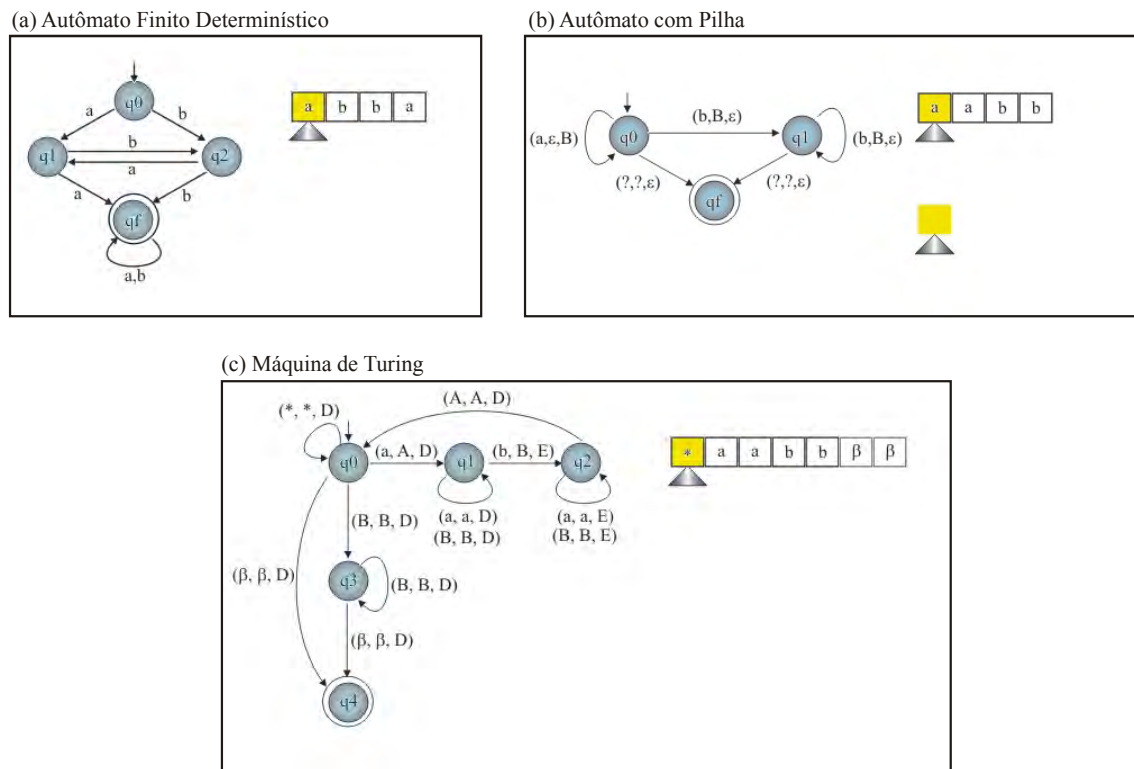 (a) Autômato Finito Determinístico
q0
a
b
a
b
b
a
q1
b
q2
a
a
b
qf
a,b
(b) Autômato com Pilha
a
a
b
b
(b,B,ε)
(a,ε,B)
q0
q1
(b,B,ε)
(?,?,ε)
(?,?,ε)
qf
(c) Máquina de Turing
(A, A, D)
(*, *, D)
*
a
a
b
b
β
β
q0
(a, A, D)
q1
(b, B, E)
q2
(a, a, D)
(B, B, D)
(a, a, E)
(B, B, E)
(B, B, D)
(β, β, D)
q3
(B, B, D)
(β, β, D)
q4